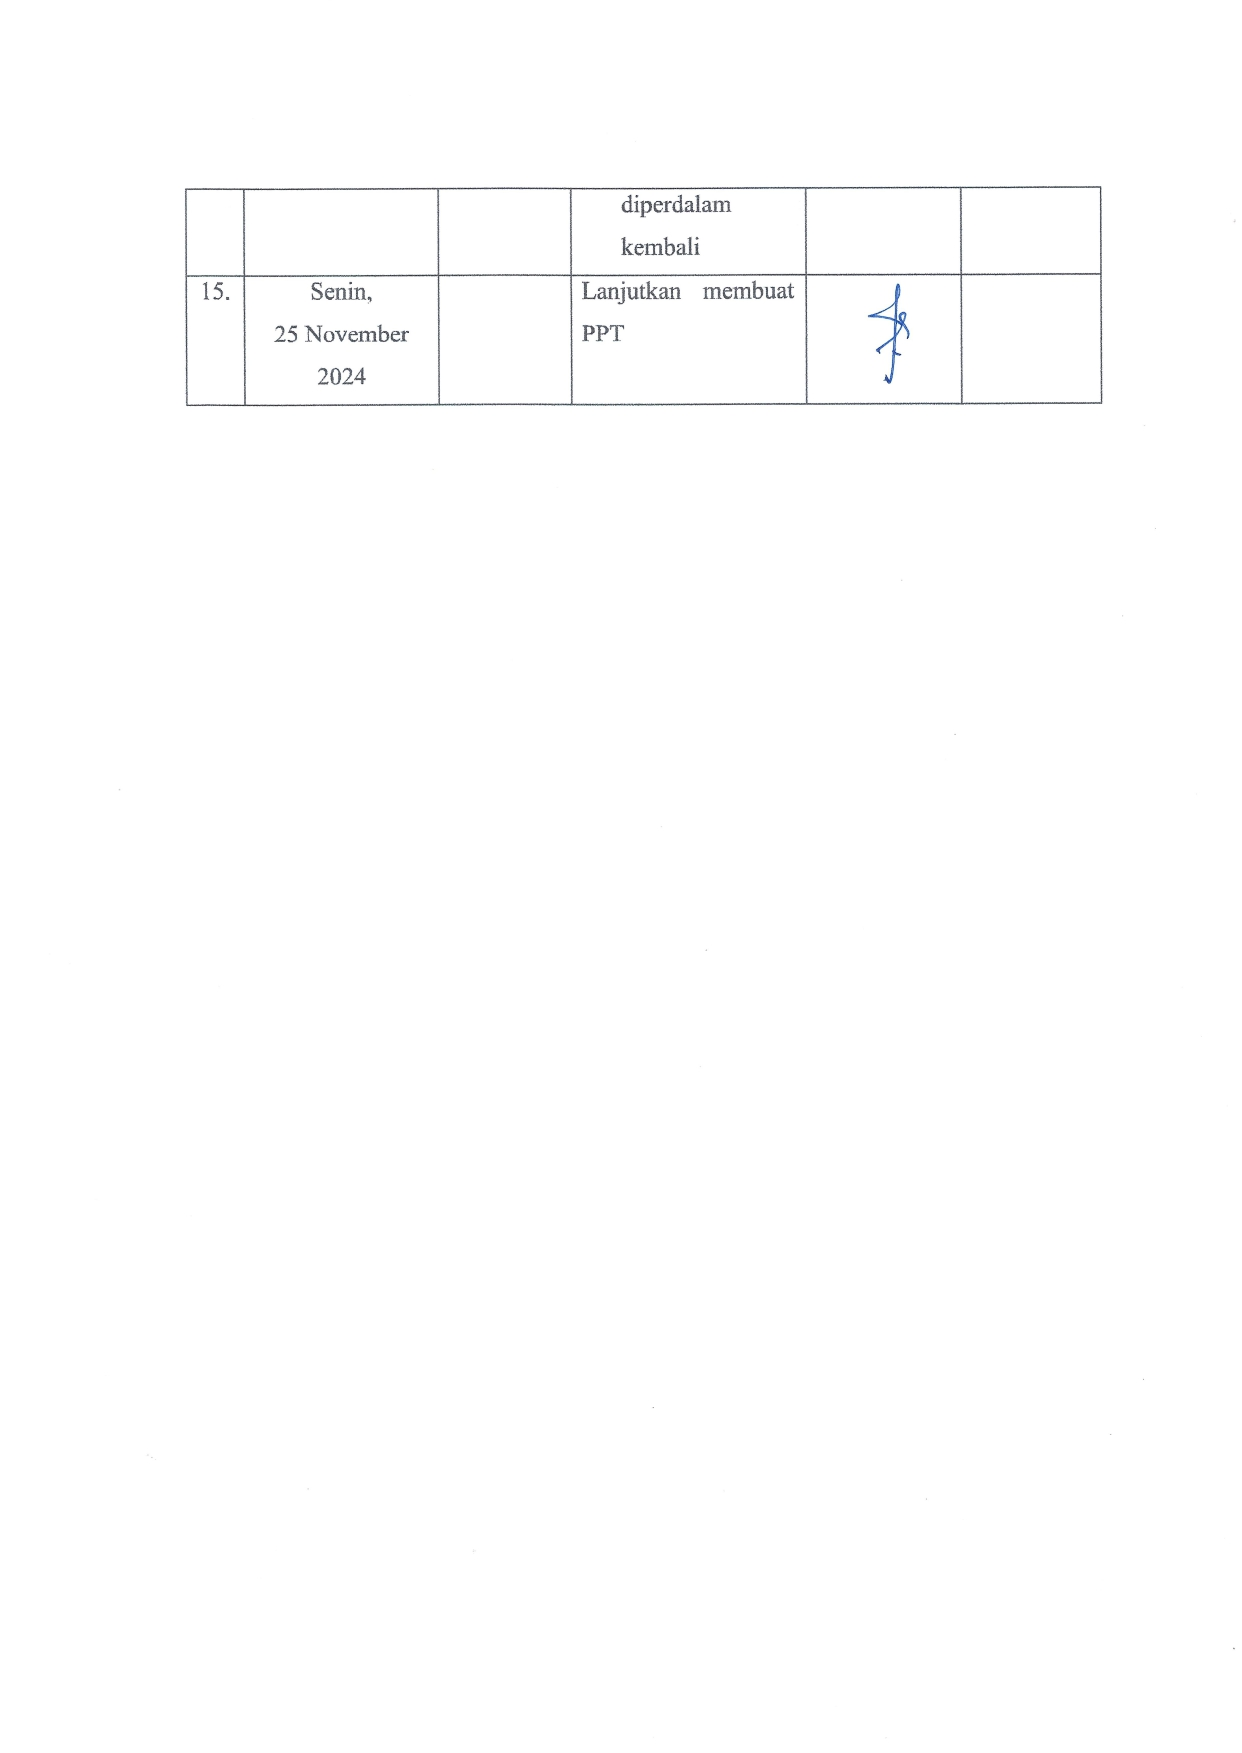 diperdalam
kembali
15.
Senin,
25 November
2024
Lanjutkan membuat
PPT